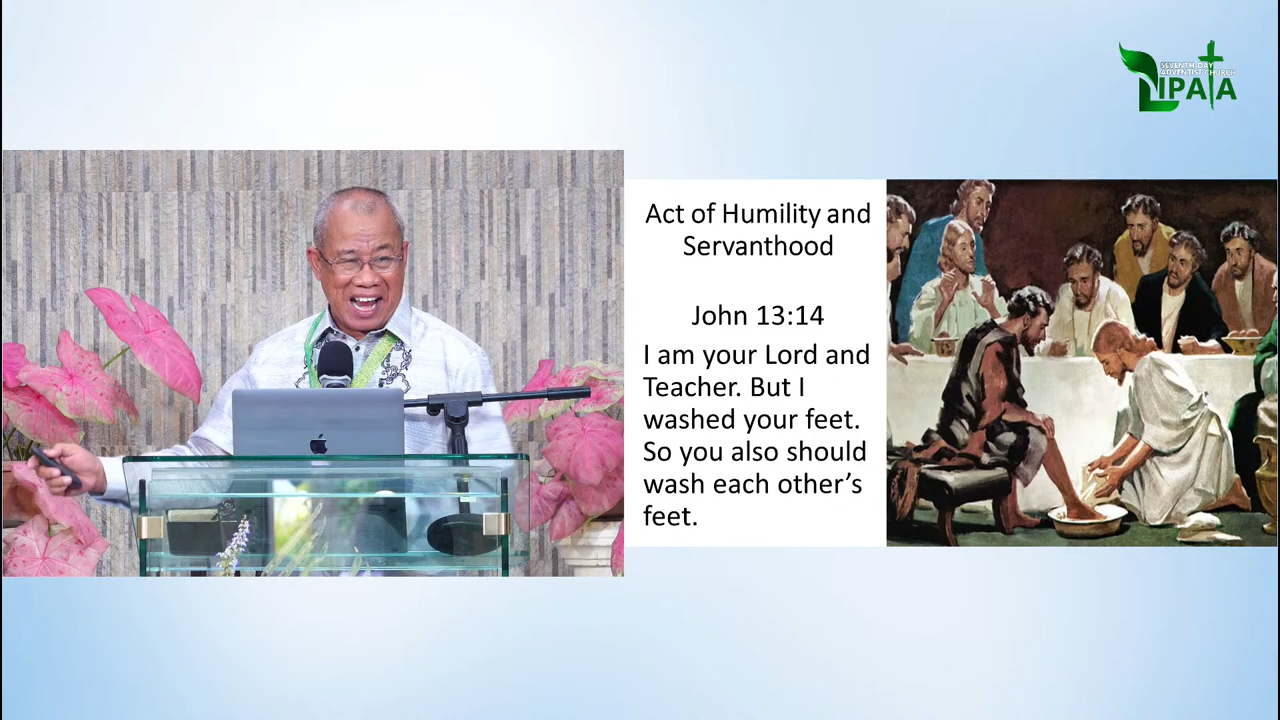 SEVENTH-DAY
ADVENTIST CHURCH
LIPATA
Act of Humility and
Servanthood
John 13:14
I am your Lord and
Teacher. But I
washed your feet.
So you also should
wash each other’s
feet.